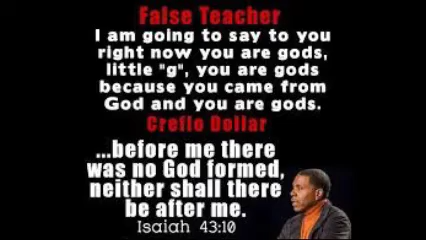 False Teacher
I am going to say to you
right now you are gods,
little "g", you are gods
because you came from
God and you are gods.
Creflo Dollar
...before me there
was no God formed,
neither shall there
be after me.
Isaiah 43:10